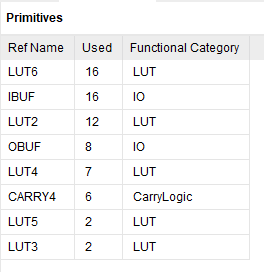 Primitives
Ref Name Used Functional Category
LUT6 16 LUT
IBUF 16 IO
LUT2 12 LUT
OBUF 8 IO
LUT4 7 LUT
CARRY4 6 CarryLogic
LUT5 2 LUT
LUT3 2 LUT